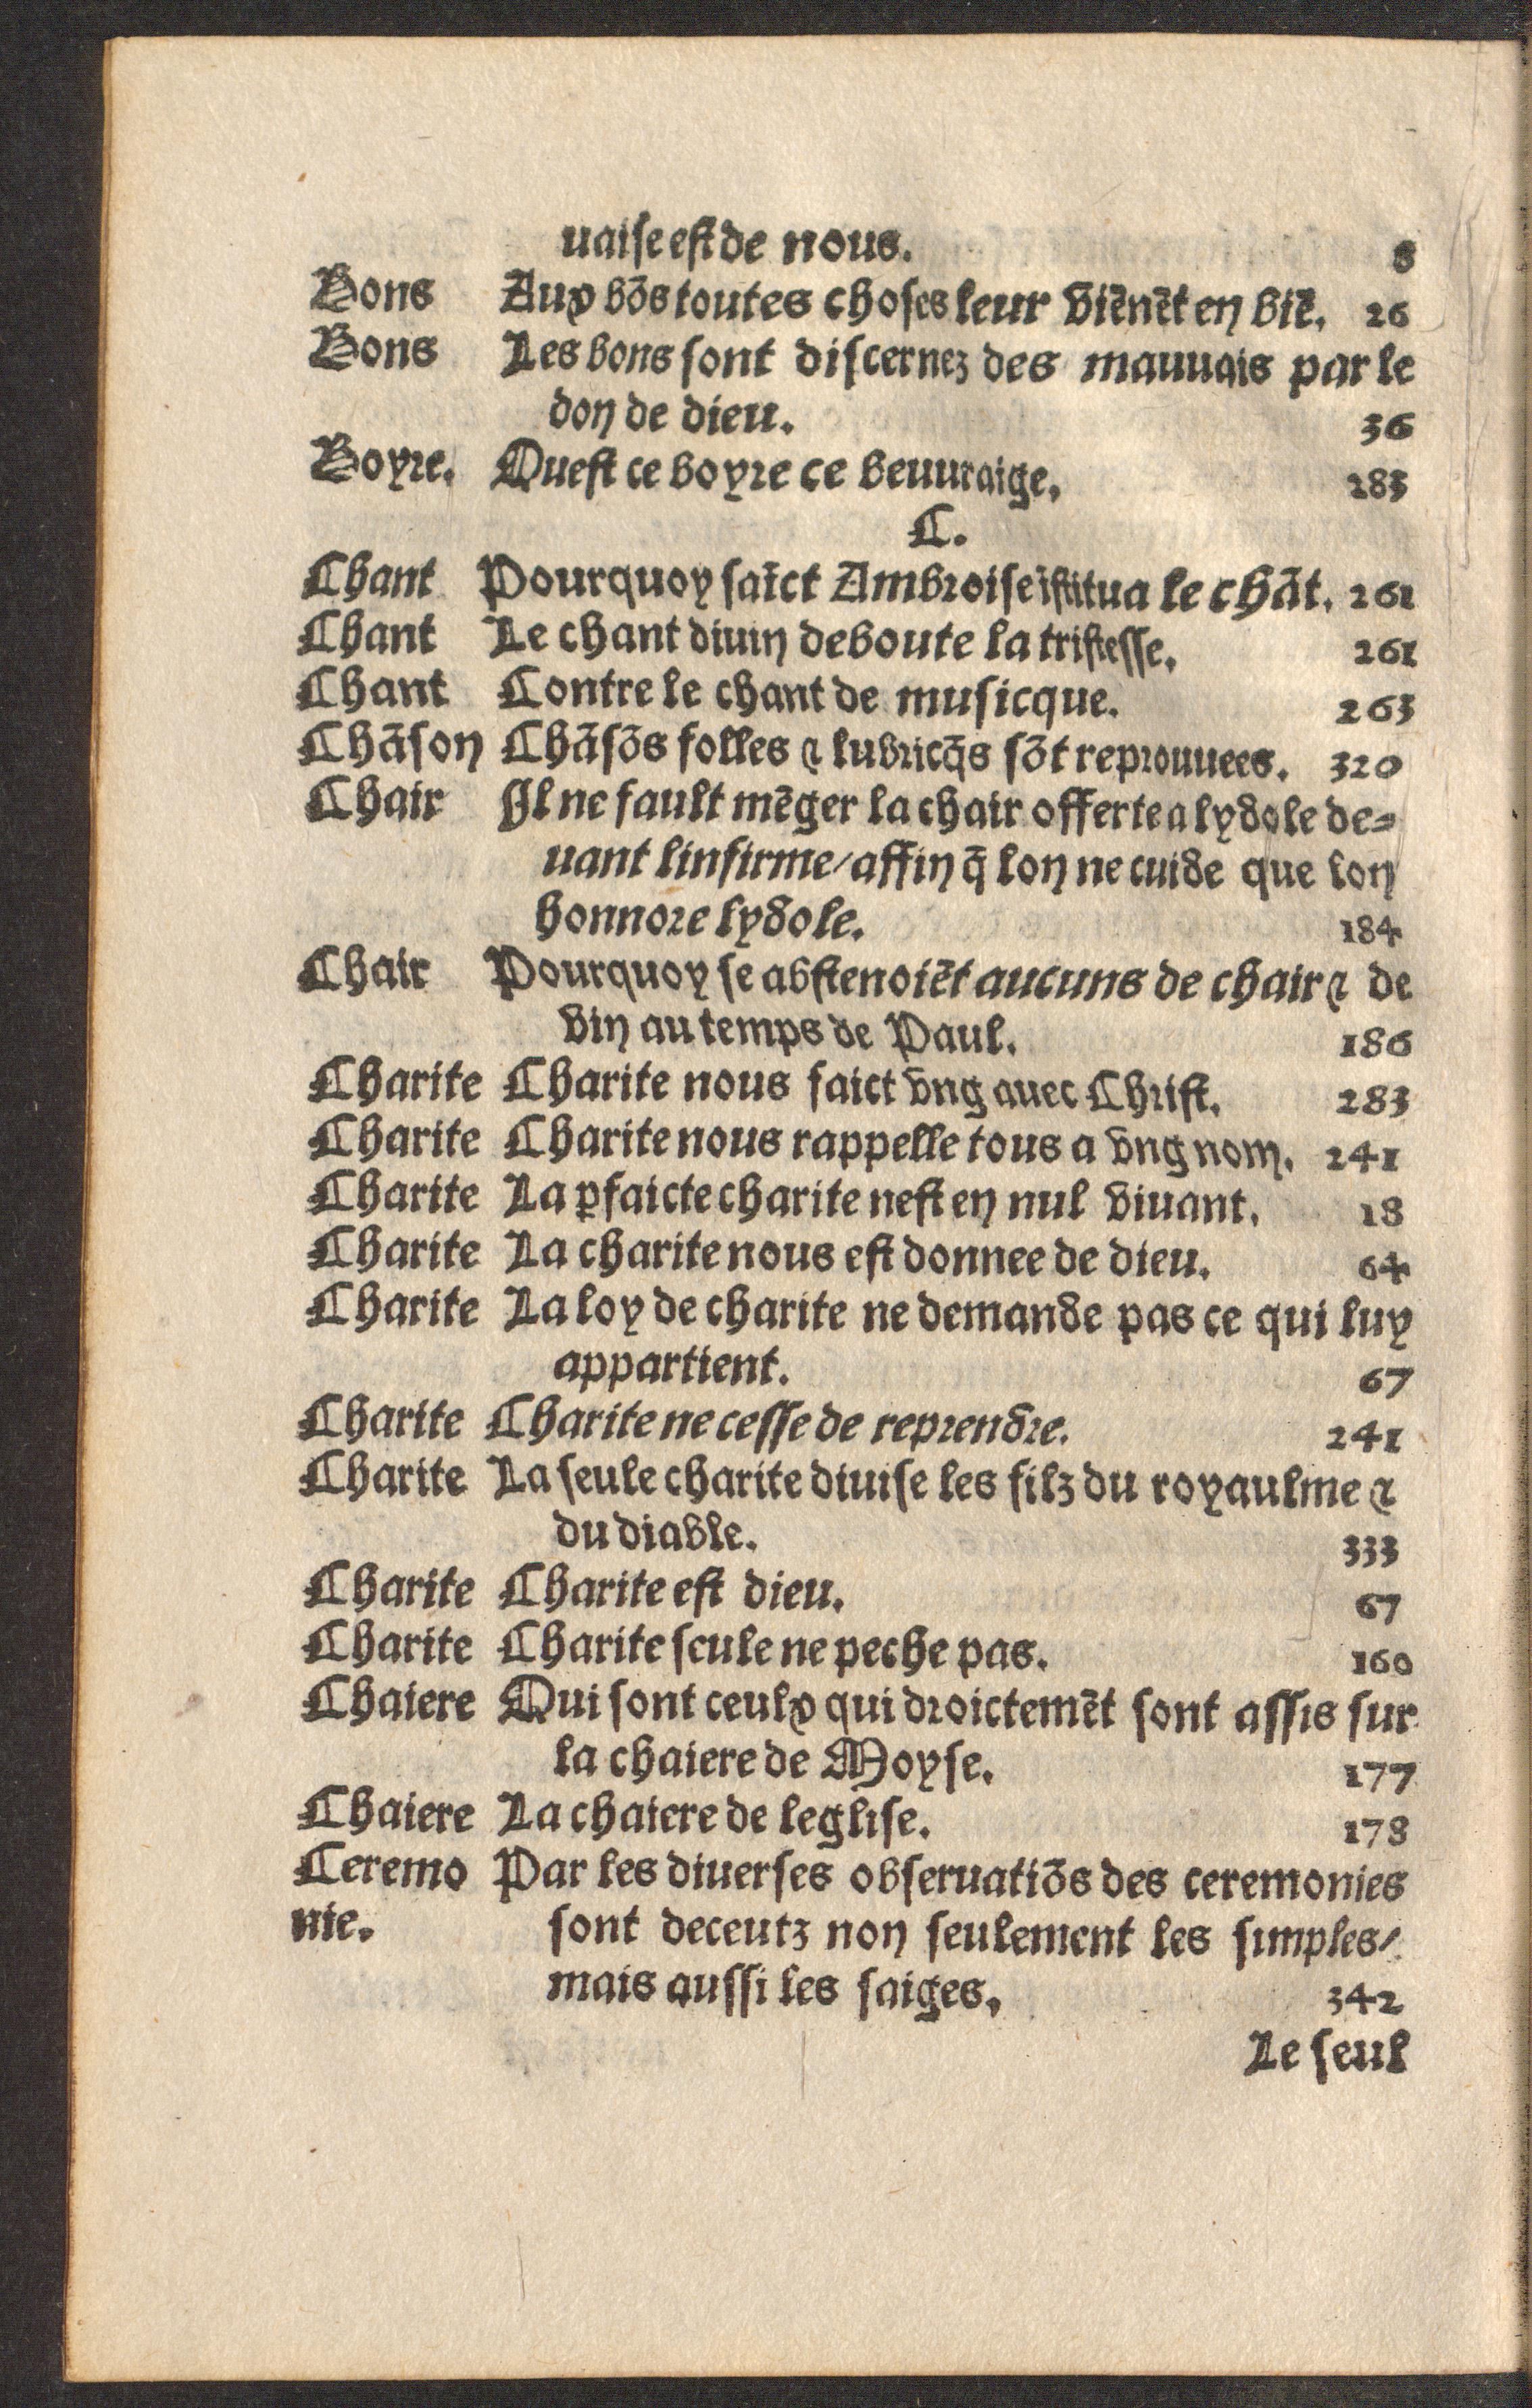 uaise est de nous. 8
Bons Aux bōs toutes choses leur viēnēt en biē. 26
Bons Les bons sont discernez des mauuais par le
don de dieu. 36
Boyre. Quest ce boyre ce beuuraige. 283
C.
Chant Pourquoy saīct Ambroise īstitua le chāt. 261
Chant Le chant diuin deboute la tristesse. 261
Chant Contre le chant de musicque. 263
Chāson Chāsōs folles ⁊ lubricq̄s sōt reprouuees. 320
Chair Il ne fault mēger la chair offerte a lydole de=
uant linfirme/ affin q̄ lon ne cuide que lon
honnore lydole. 184
Chair Pourquoy se abstenoiēt aucuns de chair ⁊ de
vin au temps de Paul. 186
Charite Charite nous faict vng auec Christ. 283
Charite Charite nous rappelle tous a vng nom. 241
Charite La ꝑfaicte charite nest en nul viuant. 18
Charite La charite nous est donnee de dieu. 64
Charite La loy de charite ne demande pas ce qui luy
appartient. 67
Charite Charite ne cesse de reprendre. 241
Charite La seule charite diuise les filz du royaulme ⁊
du diable. 333
Charite Charite est dieu. 67
Charite Charite seule ne peche pas. 160
Chaiere Qui sont ceulx qui droictemēt sont assis sur
la chaiere de Moyse. 177
Chaiere La chaiere de leglise. 178
Ceremo Par les diuerses obseruatiōs des ceremonies
nie. sont deceutz non seulement les simples/
mais aussi les saiges. 342
Le seul